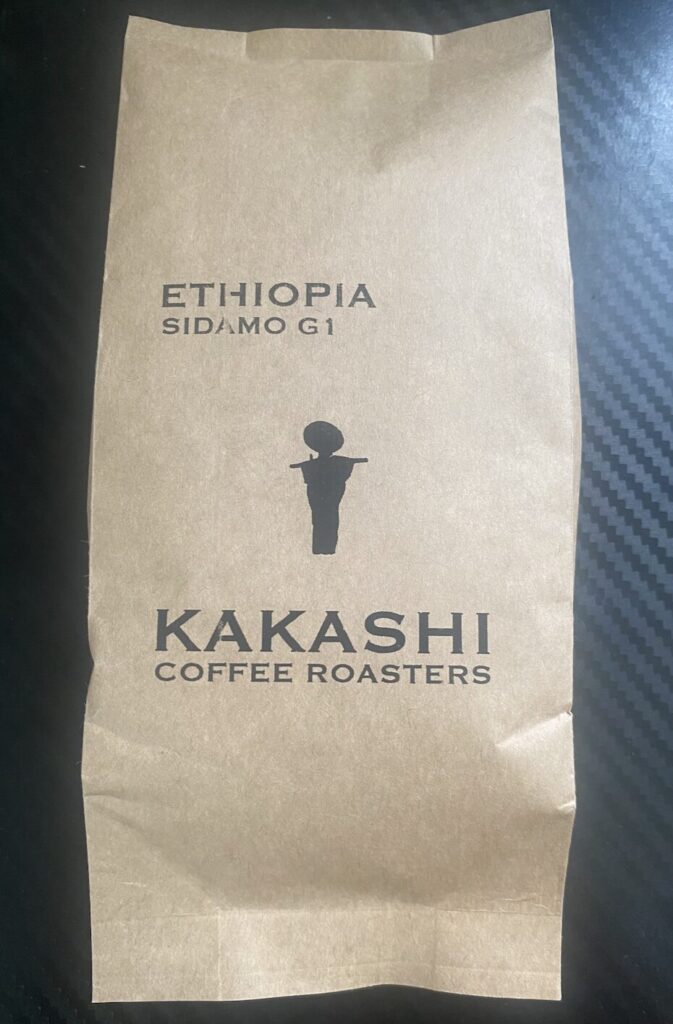 ETHIOPIA
SIDAMO G1
KAKASHI
COFFEE ROASTERS